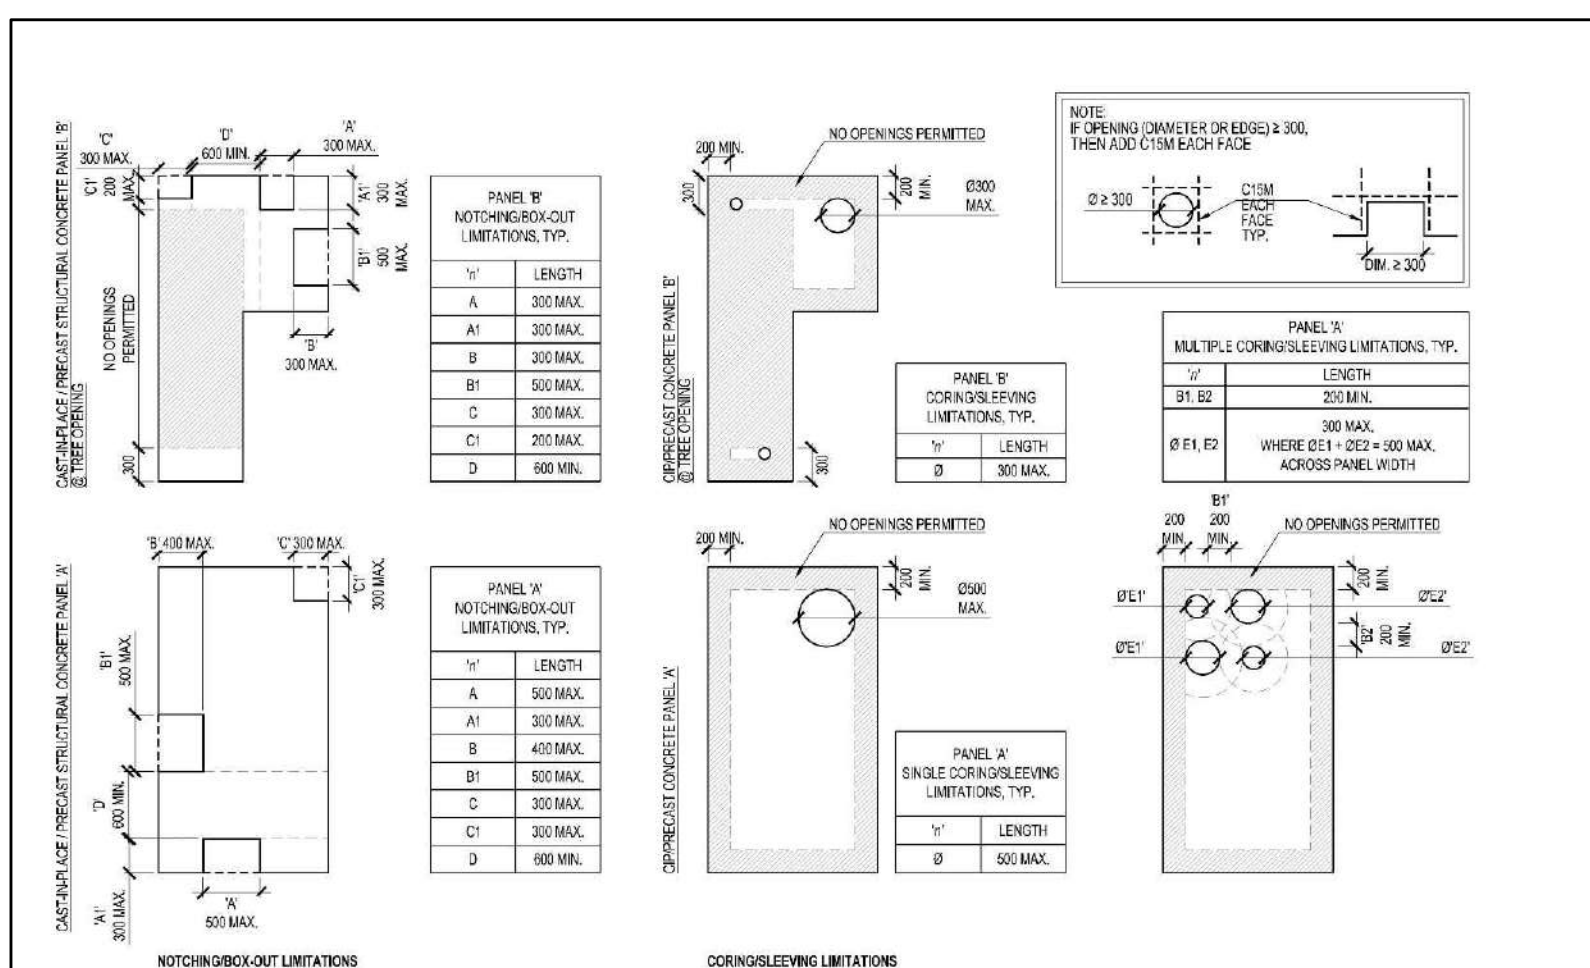 CAST-IN-PLACE / PRECAST STRUCTURAL CONCRETE PANEL 'B'
@ TREE OPENING
'C'
300 MAX.
'D'
600 MIN.
'A'
300 MAX.
'C1'
200
MAX.
'A1'
300
MAX.
'B1'
500
MAX.
NO OPENINGS
PERMITTED
'B'
300 MAX.
300
PANEL 'B'
NOTCHING/BOX-OUT
LIMITATIONS, TYP.
'n' LENGTH
A 300 MAX.
A1 300 MAX.
B 300 MAX.
B1 500 MAX.
C 300 MAX.
C1 200 MAX.
D 600 MIN.
CIP/PRECAST CONCRETE PANEL 'B'
@ TREE OPENING
200 MIN.
NO OPENINGS PERMITTED
300
200
MIN.
Ø300
MAX.
300
PANEL 'B'
CORING/SLEEVING
LIMITATIONS, TYP.
'n' LENGTH
Ø 300 MAX.
NOTE:
IF OPENING (DIAMETER OR EDGE) ≥ 300,
THEN ADD C15M EACH FACE
Ø ≥ 300
C15M
EACH
FACE
TYP.
DIM. ≥ 300
PANEL 'A'
MULTIPLE CORING/SLEEVING LIMITATIONS, TYP.
'n' LENGTH
B1, B2 200 MIN.
Ø E1, E2 300 MAX.
WHERE ØE1 + ØE2 = 500 MAX.
ACROSS PANEL WIDTH
CAST-IN-PLACE / PRECAST STRUCTURAL CONCRETE PANEL 'A'
'B' 400 MAX.
'C' 300 MAX.
'C1'
300 MAX.
'B1'
500 MAX.
'D'
600 MIN.
'A1'
300 MAX.
'A'
500 MAX.
PANEL 'A'
NOTCHING/BOX-OUT
LIMITATIONS, TYP.
'n' LENGTH
A 500 MAX.
A1 300 MAX.
B 400 MAX.
B1 500 MAX.
C 300 MAX.
C1 300 MAX.
D 600 MIN.
CIP/PRECAST CONCRETE PANEL 'A'
200 MIN.
NO OPENINGS PERMITTED
200
MIN.
Ø500
MAX.
PANEL 'A'
SINGLE CORING/SLEEVING
LIMITATIONS, TYP.
'n' LENGTH
Ø 500 MAX.
200
MIN.
'B1'
200
MIN.
NO OPENINGS PERMITTED
200
MIN.
Ø'E1'
Ø'E2'
'B2'
200
MIN.
Ø'E1'
Ø'E2'
NOTCHING/BOX-OUT LIMITATIONS
CORING/SLEEVING LIMITATIONS